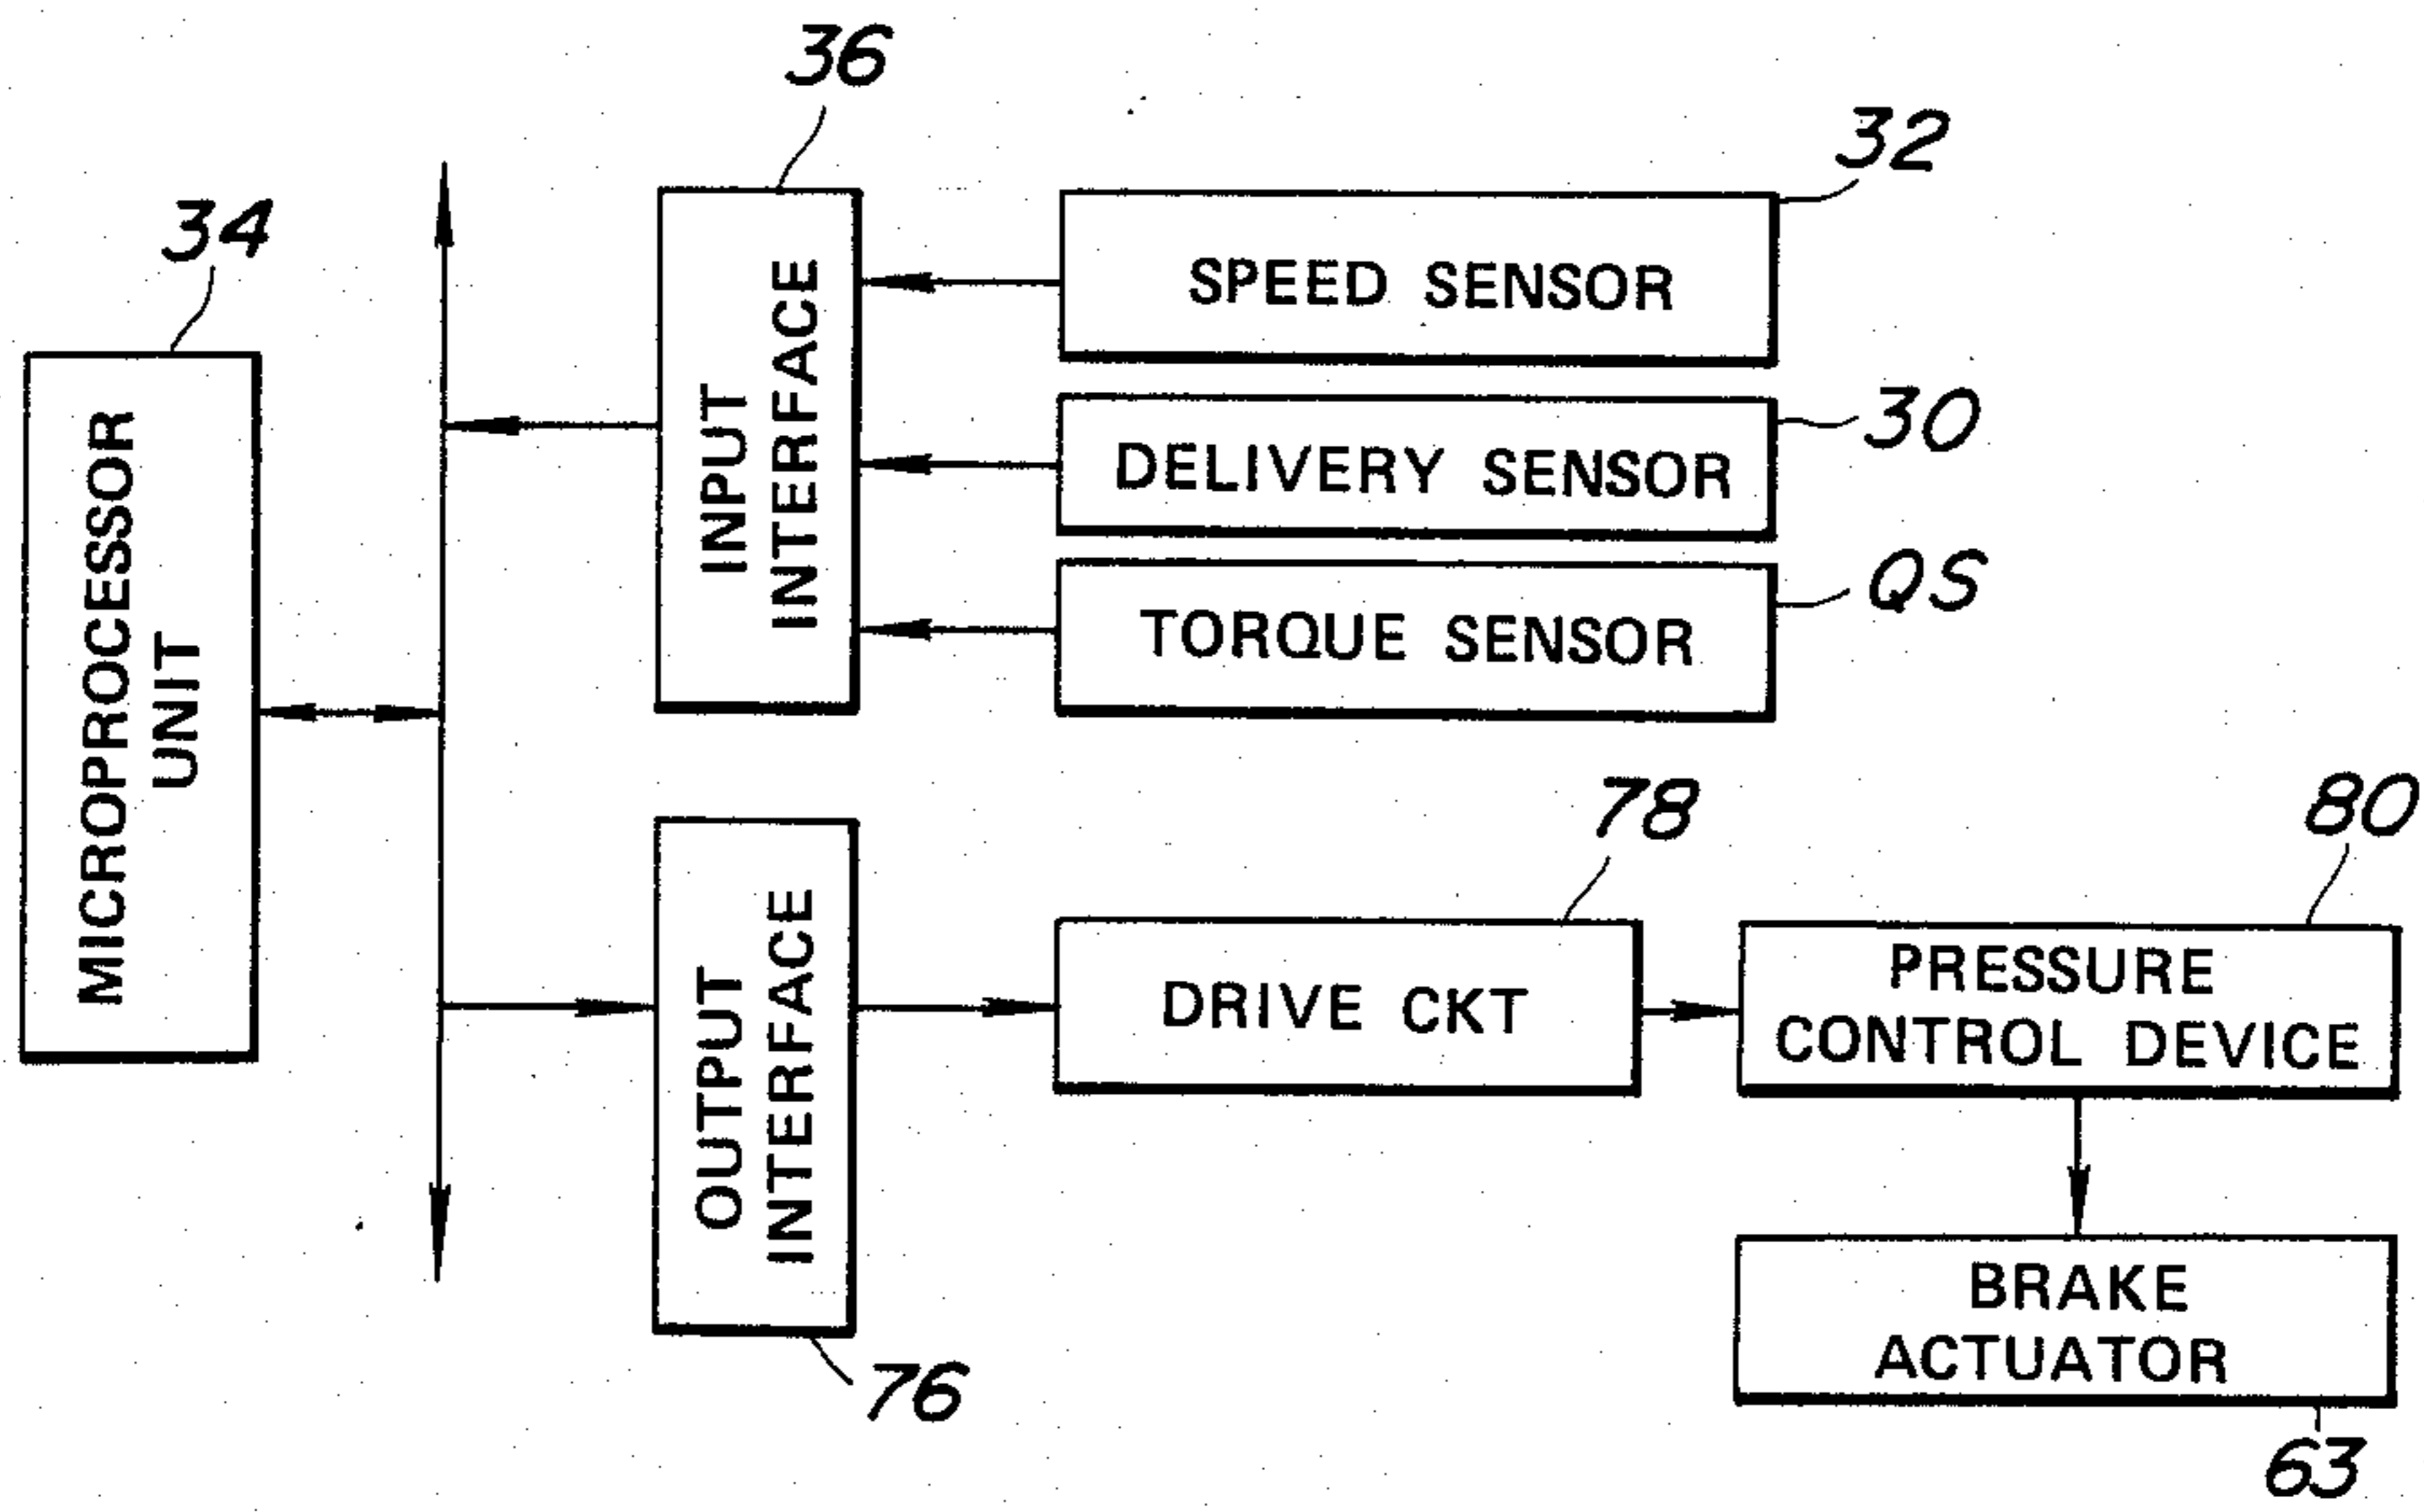 36
32
34
SPEED SENSOR
INPUT
INTERFACE
30
DELIVERY SENSOR
QS
TORQUE SENSOR
MICROPROCESSOR
UNIT
78
80
OUTPUT
INTERFACE
DRIVE CKT
PRESSURE
CONTROL DEVICE
BRAKE
ACTUATOR
76
63